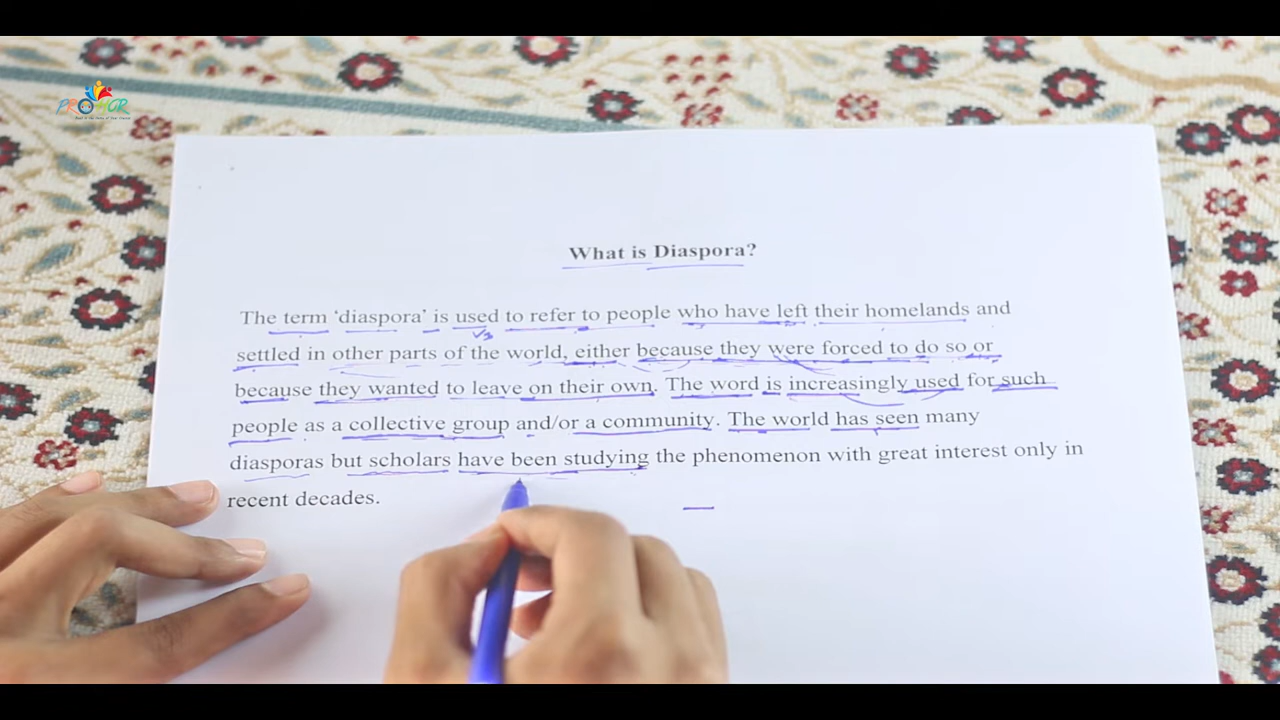 PROMOR
What is Diaspora?
The term ‘diaspora’ is used to refer to people who have left their homelands and
V3
settled in other parts of the world, either because they were forced to do so or
because they wanted to leave on their own. The word is increasingly used for such
people as a collective group and/or a community. The world has seen many
diasporas but scholars have been studying the phenomenon with great interest only in
recent decades.